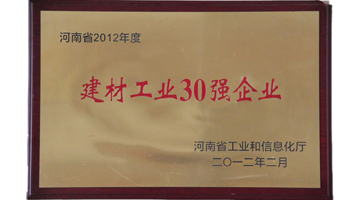 河南省2012年度
建材工业30强企业
河南省工业和信息化厅
二〇一二年二月